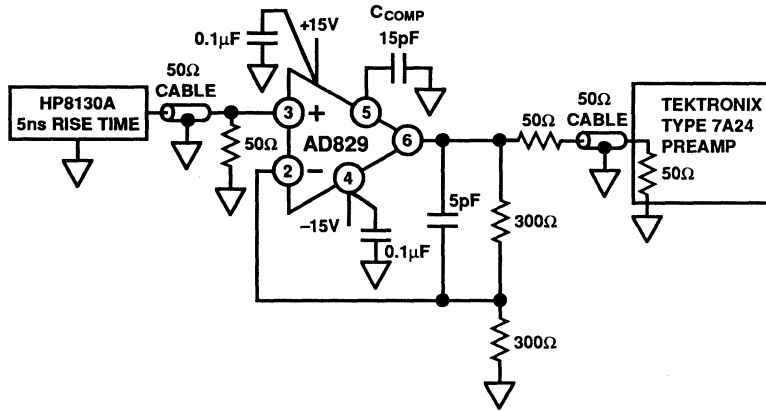 HP8130A
5ns RISE TIME
50Ω
CABLE
50Ω
0.1μF
+15V
CCOMP
15pF
3
+
5
AD829
6
2
–
4
–15V
0.1μF
5pF
300Ω
300Ω
50Ω
50Ω
CABLE
TEKTRONIX
TYPE 7A24
PREAMP
50Ω